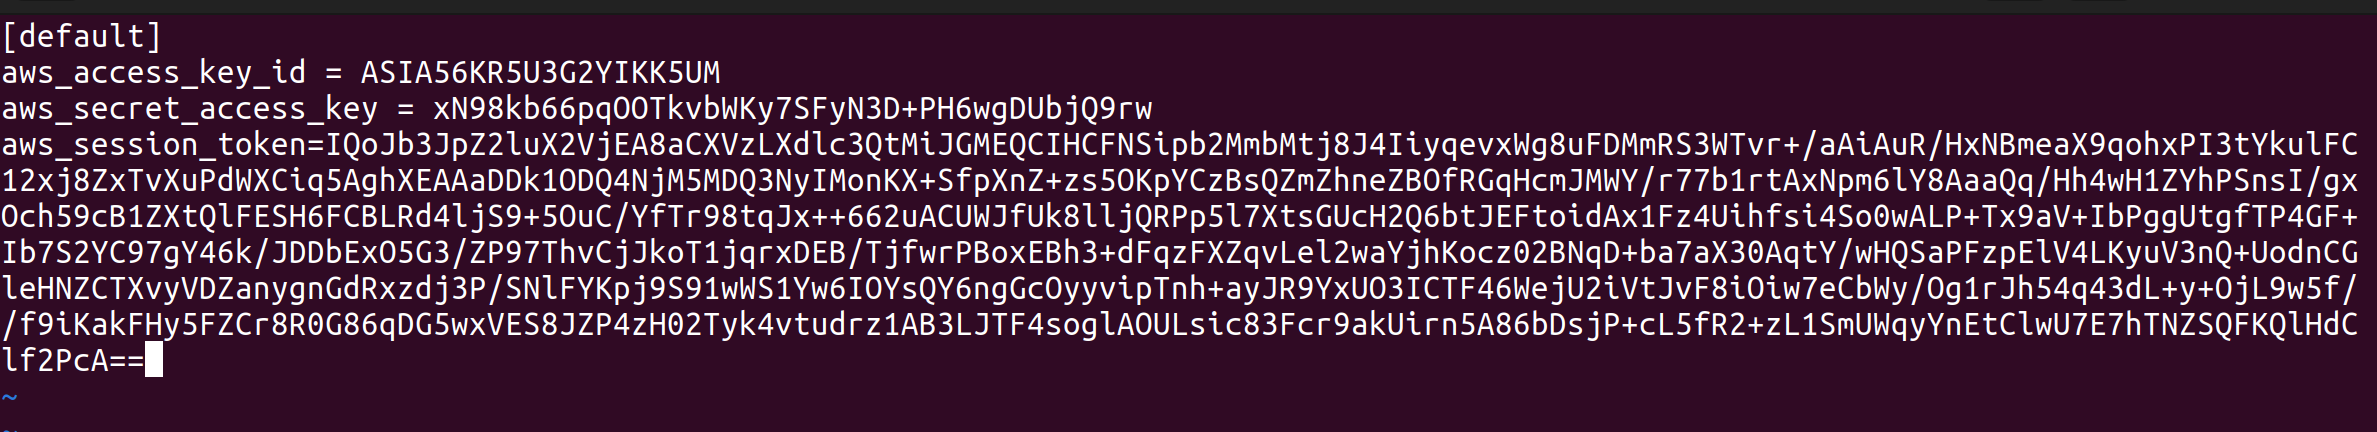 [default]
aws_access_key_id = ASIA56KR5U3G2YIKK5UM
aws_secret_access_key = xN98kb66pqOOTkvbWKy7SFyN3D+PH6wgDUbjQ9rw
aws_session_token=IQoJb3JpZ2luX2VjEA8aCXVzLXdlc3QtMiJGMEQCIHCFNSipb2MmbMtj8J4IiyqevxWg8uFDMmRS3WTvr+/aAiAuR/HxNBmeaX9qohxPI3tYkulFC
12xj8ZxTvXuPdWXCiq5AghXEAAaDDk1ODQ4NjM5MDQ3NyIMonKX+SfpXnZ+zs5OKpYCzBsQZmZhneZBOfRGqHcmJMWY/r77b1rtAxNpm6lY8AaaQq/Hh4wH1ZYhPSnsI/gx
Och59cB1ZXtQlFESH6FCBLRd4ljS9+5OuC/YfTr98tqJx++662uACUWJfUk8lljQRPp5l7XtsGUcH2Q6btJEFtoidAx1Fz4Uihfsi4So0wALP+Tx9aV+IbPggUtgfTP4GF+
Ib7S2YC97gY46k/JDDbExO5G3/ZP97ThvCjJkoT1jqrxDEB/TjfwrPBoxEBh3+dFqzFXZqvLel2waYjhKocz02BNqD+ba7aX30AqtY/wHQSaPFzpElV4LKyuV3nQ+UodnCG
leHNZCTXvyVDZanygnGdRxzdj3P/SNlFYKpj9S91wWS1Yw6IOYsQY6ngGcOyyvipTnh+ayJR9YxUO3ICTF46WejU2iVtJvF8iOiw7eCbWy/Og1rJh54q43dL+y+OjL9w5f/
/f9iKakFHy5FZCr8R0G86qDG5wxVES8JZP4zH02Tyk4vtudrz1AB3LJTF4soglAOULsic83Fcr9akUirn5A86bDsjP+cL5fR2+zL1SmUWqyYnEtClwU7E7hTNZSQFKQlHdC
lf2PcA==
~